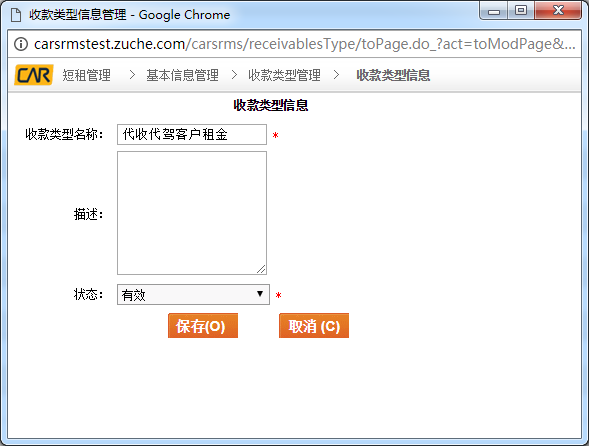 收款类型信息管理 - Google Chrome
carsrmstest.zuche.com/carsrms/receivablesType/toPage.do_?act=toModPage&...
CAR 短租管理 > 基本信息管理 > 收款类型管理 > 收款类型信息
收款类型信息
收款类型名称： 代收代驾客户租金 *
描述：
状态： 有效 *
保存(O) 取消 (C)